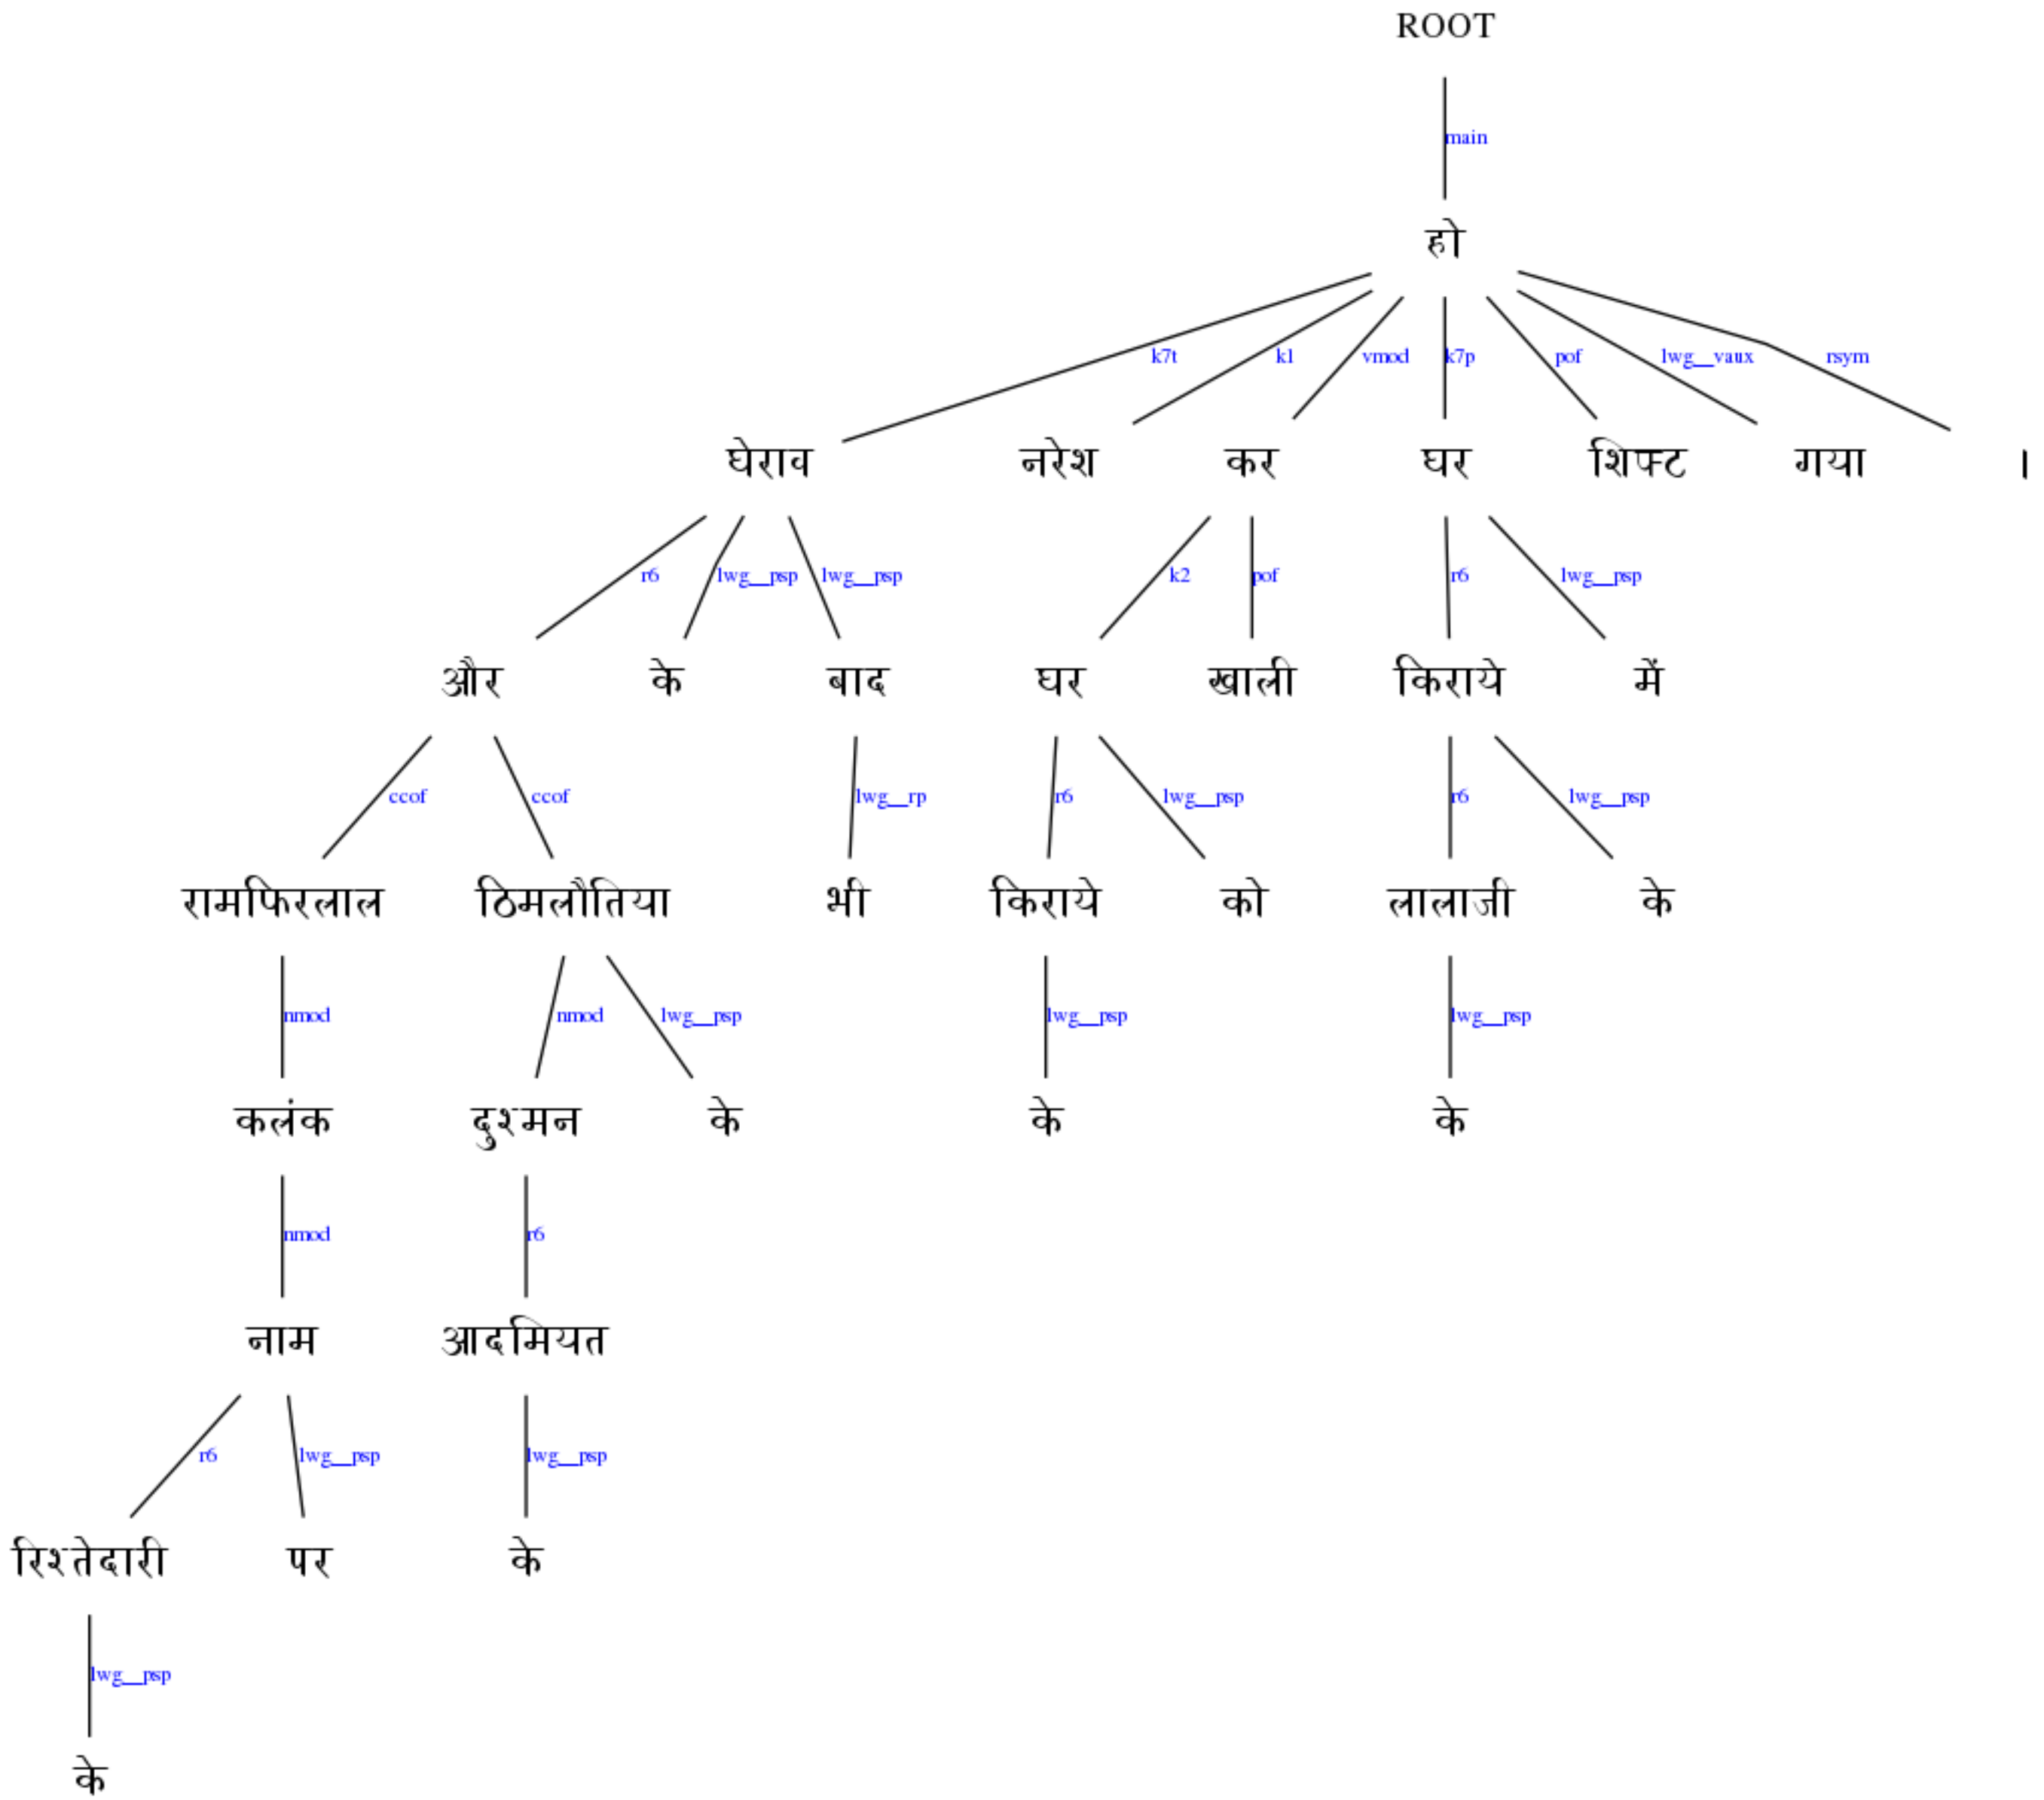 ROOT
main
हो
k7t k1 vmod k7p pof lwg__vaux rsym
घेराव नरेश कर घर शिफ्ट गया ।
r6 lwg__psp lwg__psp k2 pof r6 lwg__psp
और के बाद घर खाली किराये में
ccof ccof lwg__rp r6 lwg__psp r6 lwg__psp
रामफिरलाल ठिमलौतिया भी किराये को लालाजी के
nmod nmod lwg__psp lwg__psp lwg__psp
कलंक दुश्मन के के के
nmod r6
नाम आदमियत
r6 lwg__psp lwg__psp
रिश्तेदारी पर के
lwg__psp
के